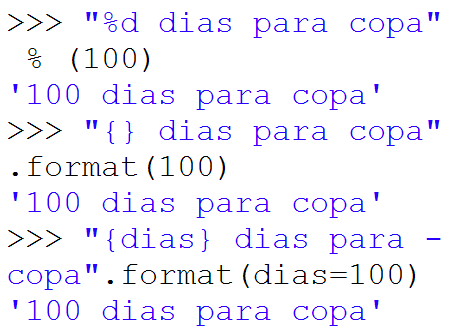 >>> "%d dias para copa"
 % (100)
'100 dias para copa'
>>> "{} dias para copa"
.format(100)
'100 dias para copa'
>>> "{dias} dias para -
copa".format(dias=100)
'100 dias para copa'